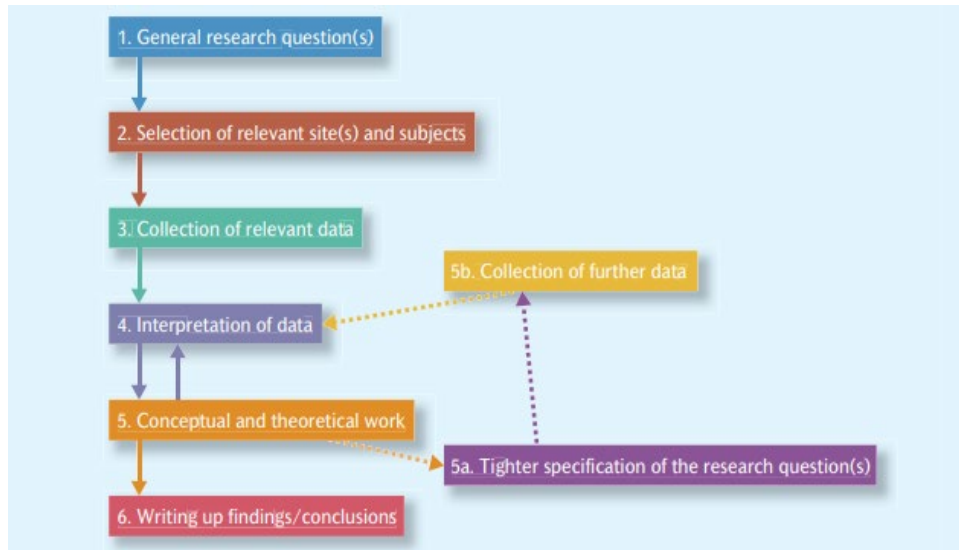 1. General research question(s)
2. Selection of relevant site(s) and subjects
3. Collection of relevant data
5b. Collection of further data
4. Interpretation of data
5. Conceptual and theoretical work
5a. Tighter specification of the research question(s)
6. Writing up findings/conclusions